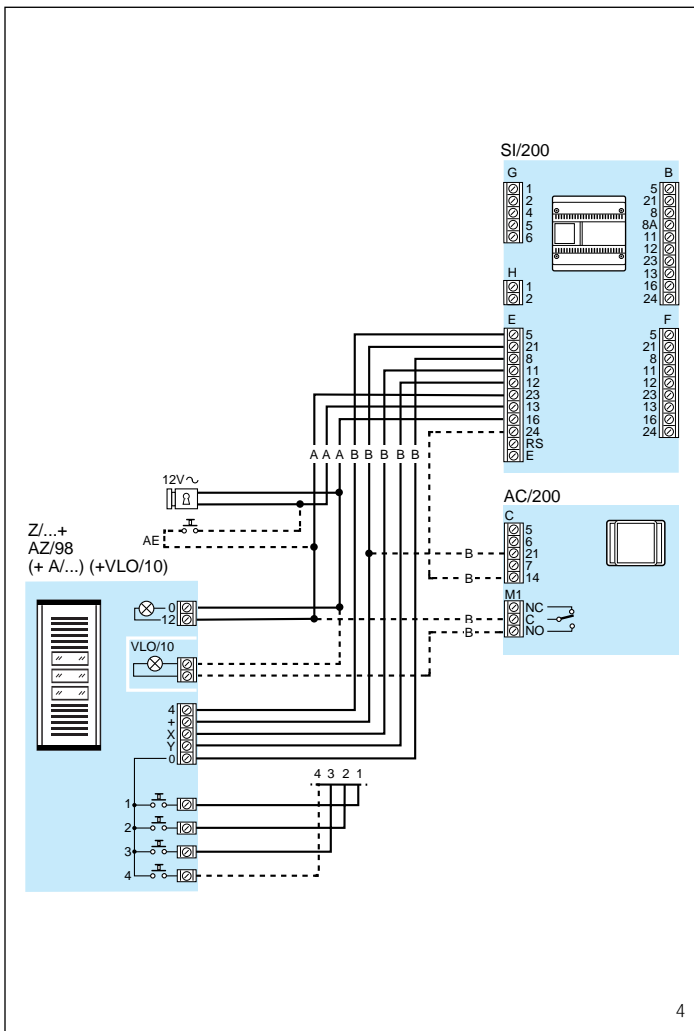 SI/200
G B
1 5
2 21
4 8
5 8A
6 11
12
23
H 13
1 16
2 24
E F
5 5
21 21
8 8
11 11
12 12
23 23
13 13
16 16
24 24
RS
E
A A A B B B B B
12V~
AE
Z/...+
AZ/98
(+ A/...) (+VLO/10)
AC/200
C
5
6
B 21
7
B 14
M1
NC
B C
B NO
0
12
VLO/10
4
+
X
Y
0
4 3 2 1
1
2
3
4
4